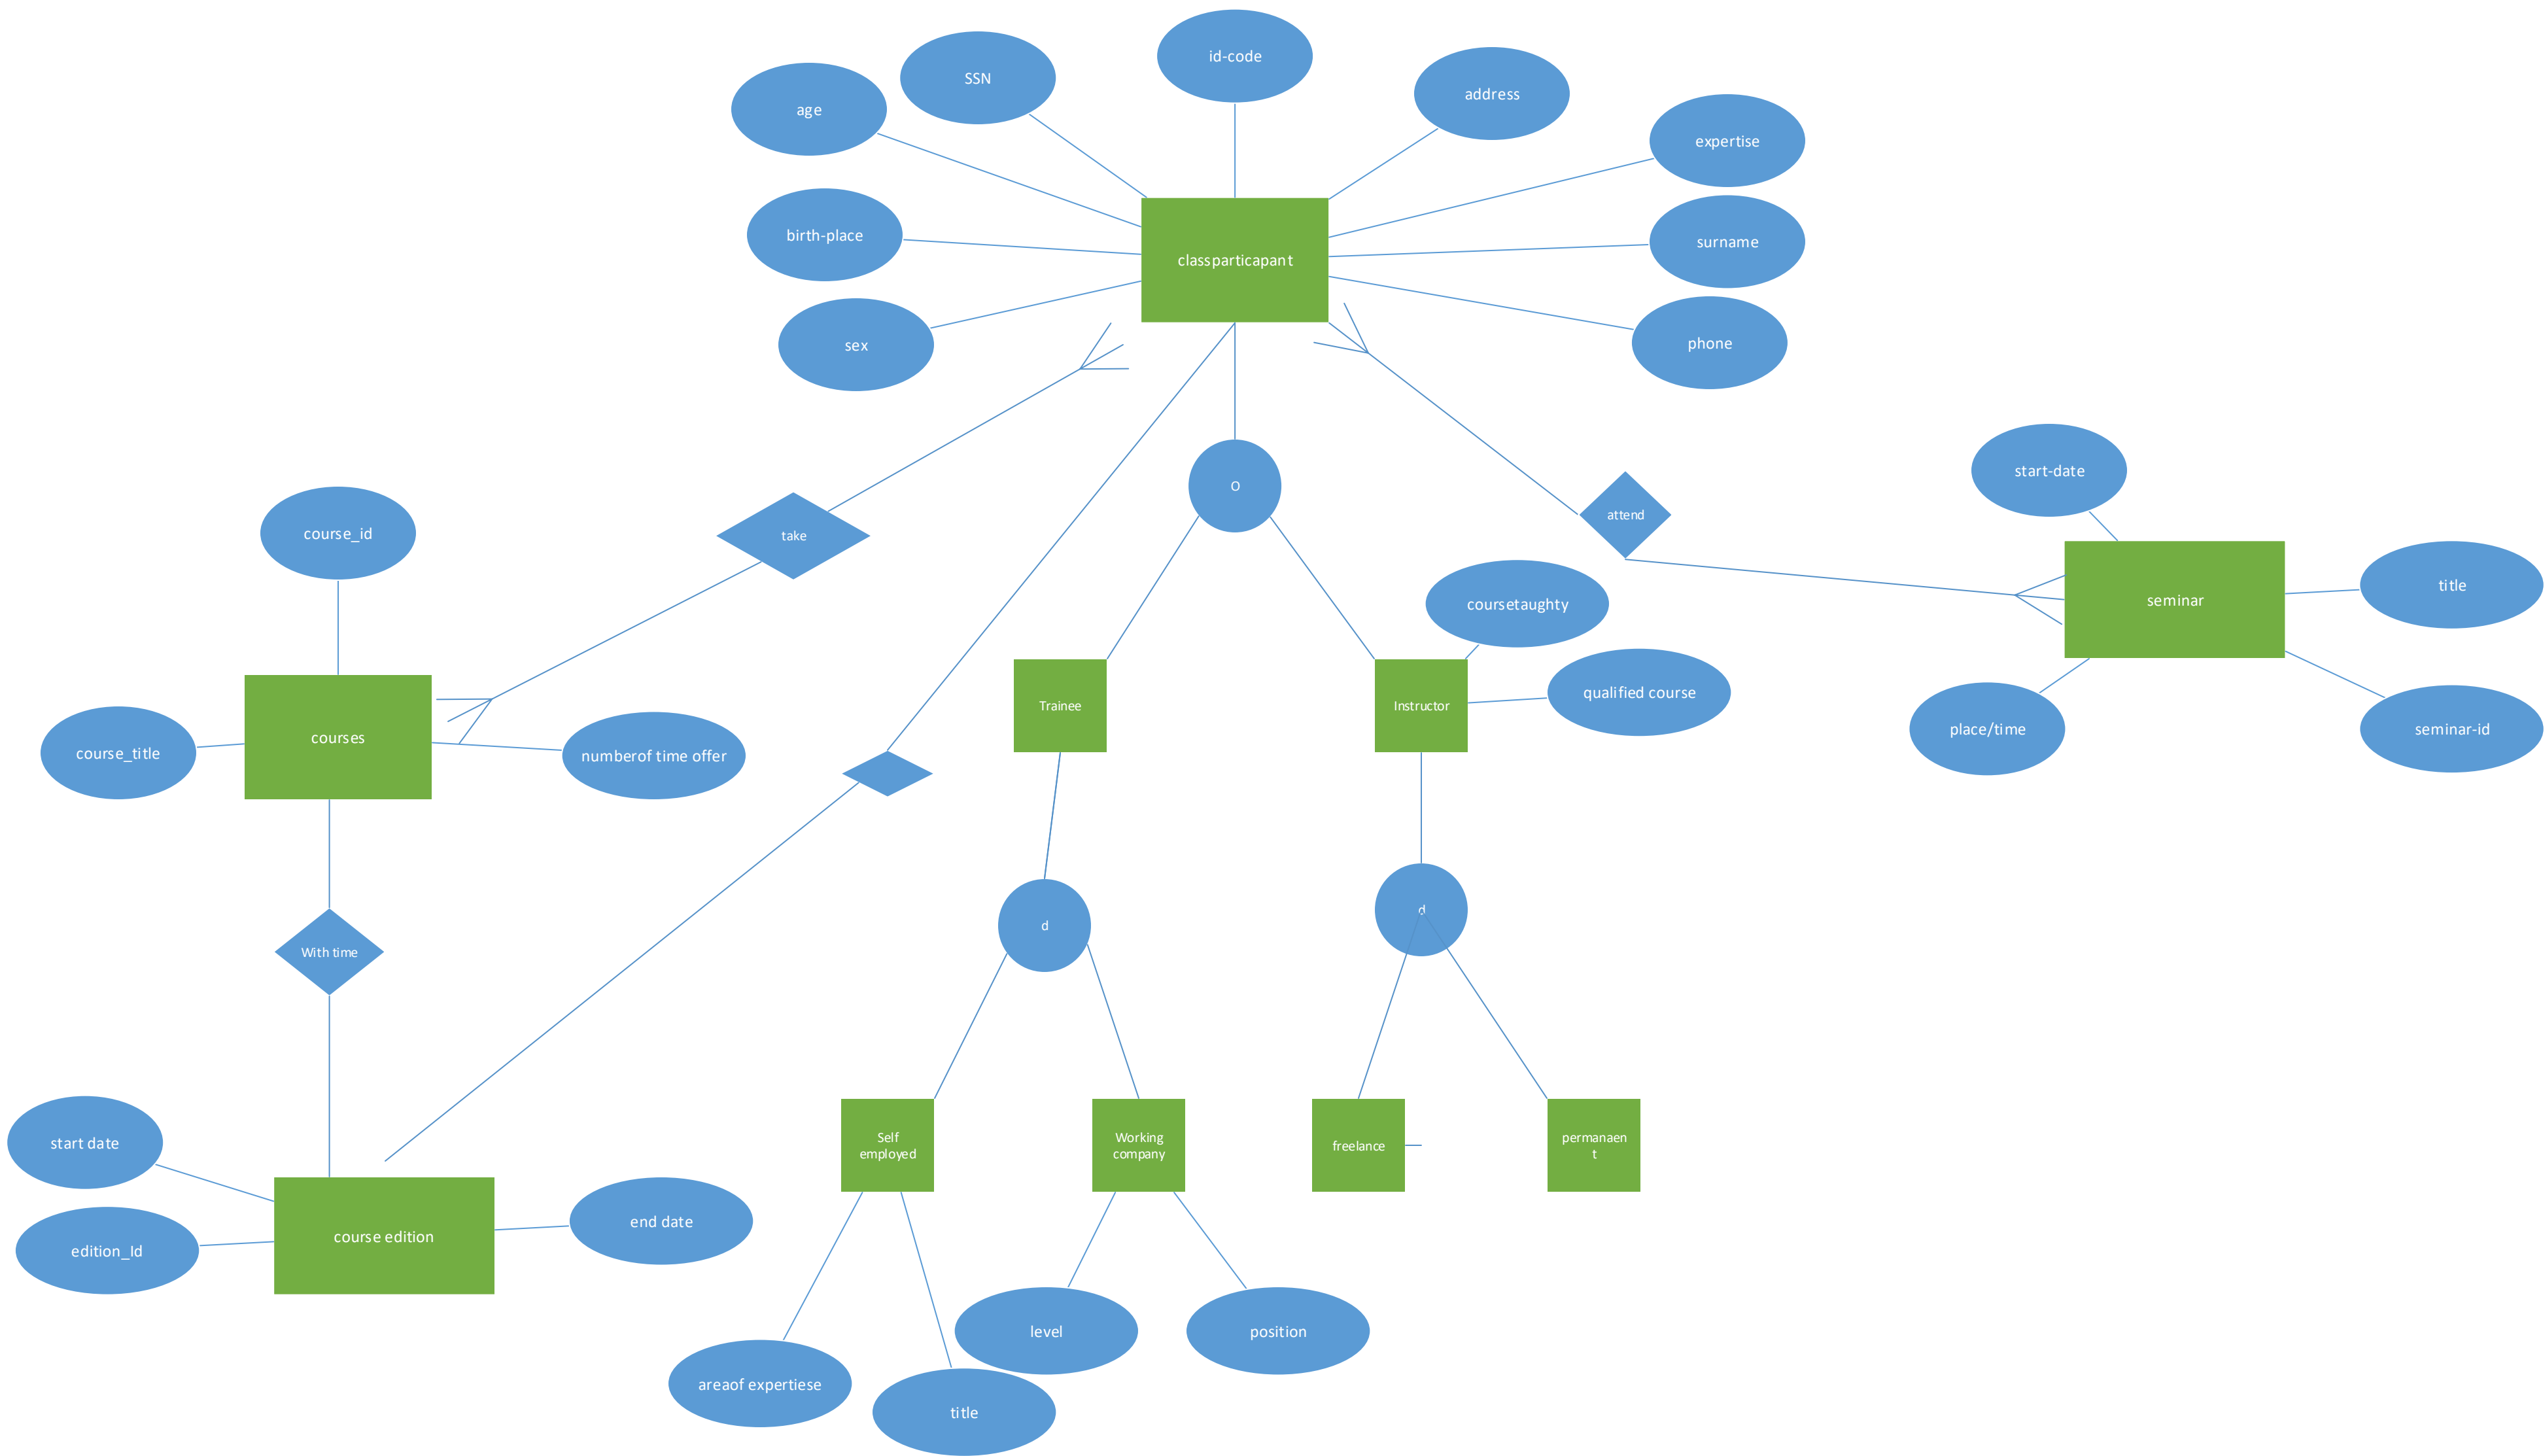 id-code
SSN
address
age
expertise
birth-place
surname
classparticapant
sex
phone
start-date
O
attend
course_id
take
title
seminar
coursetaughty
qualified course
Trainee
Instructor
place/time
seminar-id
courses
course_title
numberof time offer
d
d
With time
start date
Self
employed
Working
company
freelance
permanaen
t
end date
edition_Id
course edition
level
position
areaof expertiese
title